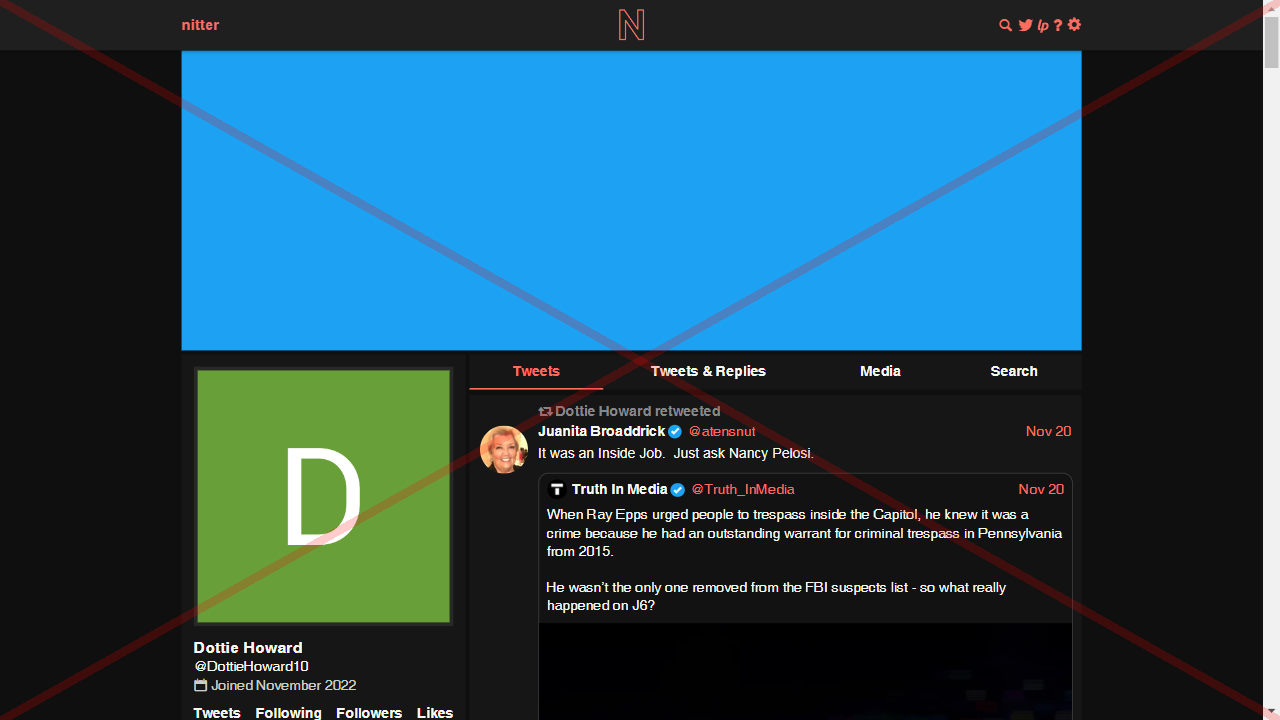 nitter
N
lp ?
Tweets
Tweets & Replies
Media
Search
Dottie Howard retweeted
Juanita Broaddrick @atensnut Nov 20
It was an Inside Job.  Just ask Nancy Pelosi.
T Truth In Media @Truth_InMedia Nov 20
When Ray Epps urged people to trespass inside the Capitol, he knew it was a
crime because he had an outstanding warrant for criminal trespass in Pennsylvania
from 2015.
He wasn't the only one removed from the FBI suspects list - so what really
happened on J6?
D
Dottie Howard
@DottieHoward10
Joined November 2022
Tweets Following Followers Likes